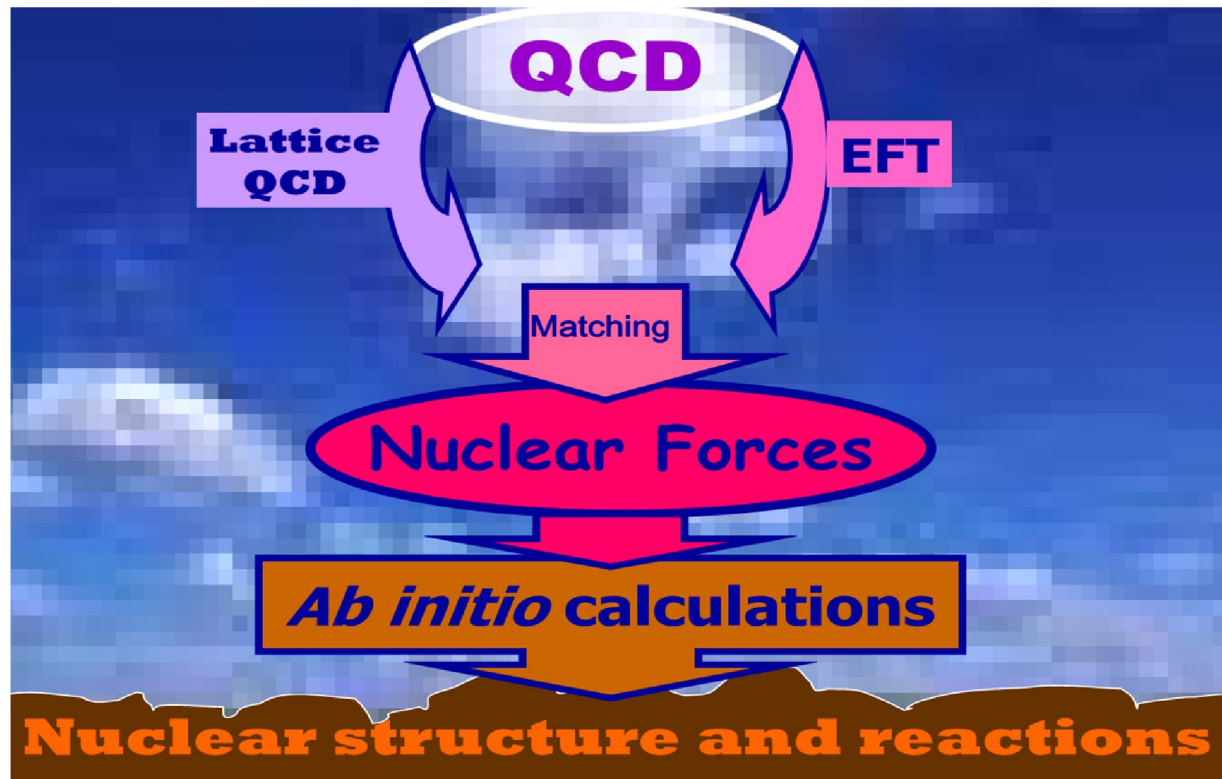 QCD
Lattice
QCD
EFT
Matching
Nuclear Forces
Ab initio calculations
Nuclear structure and reactions